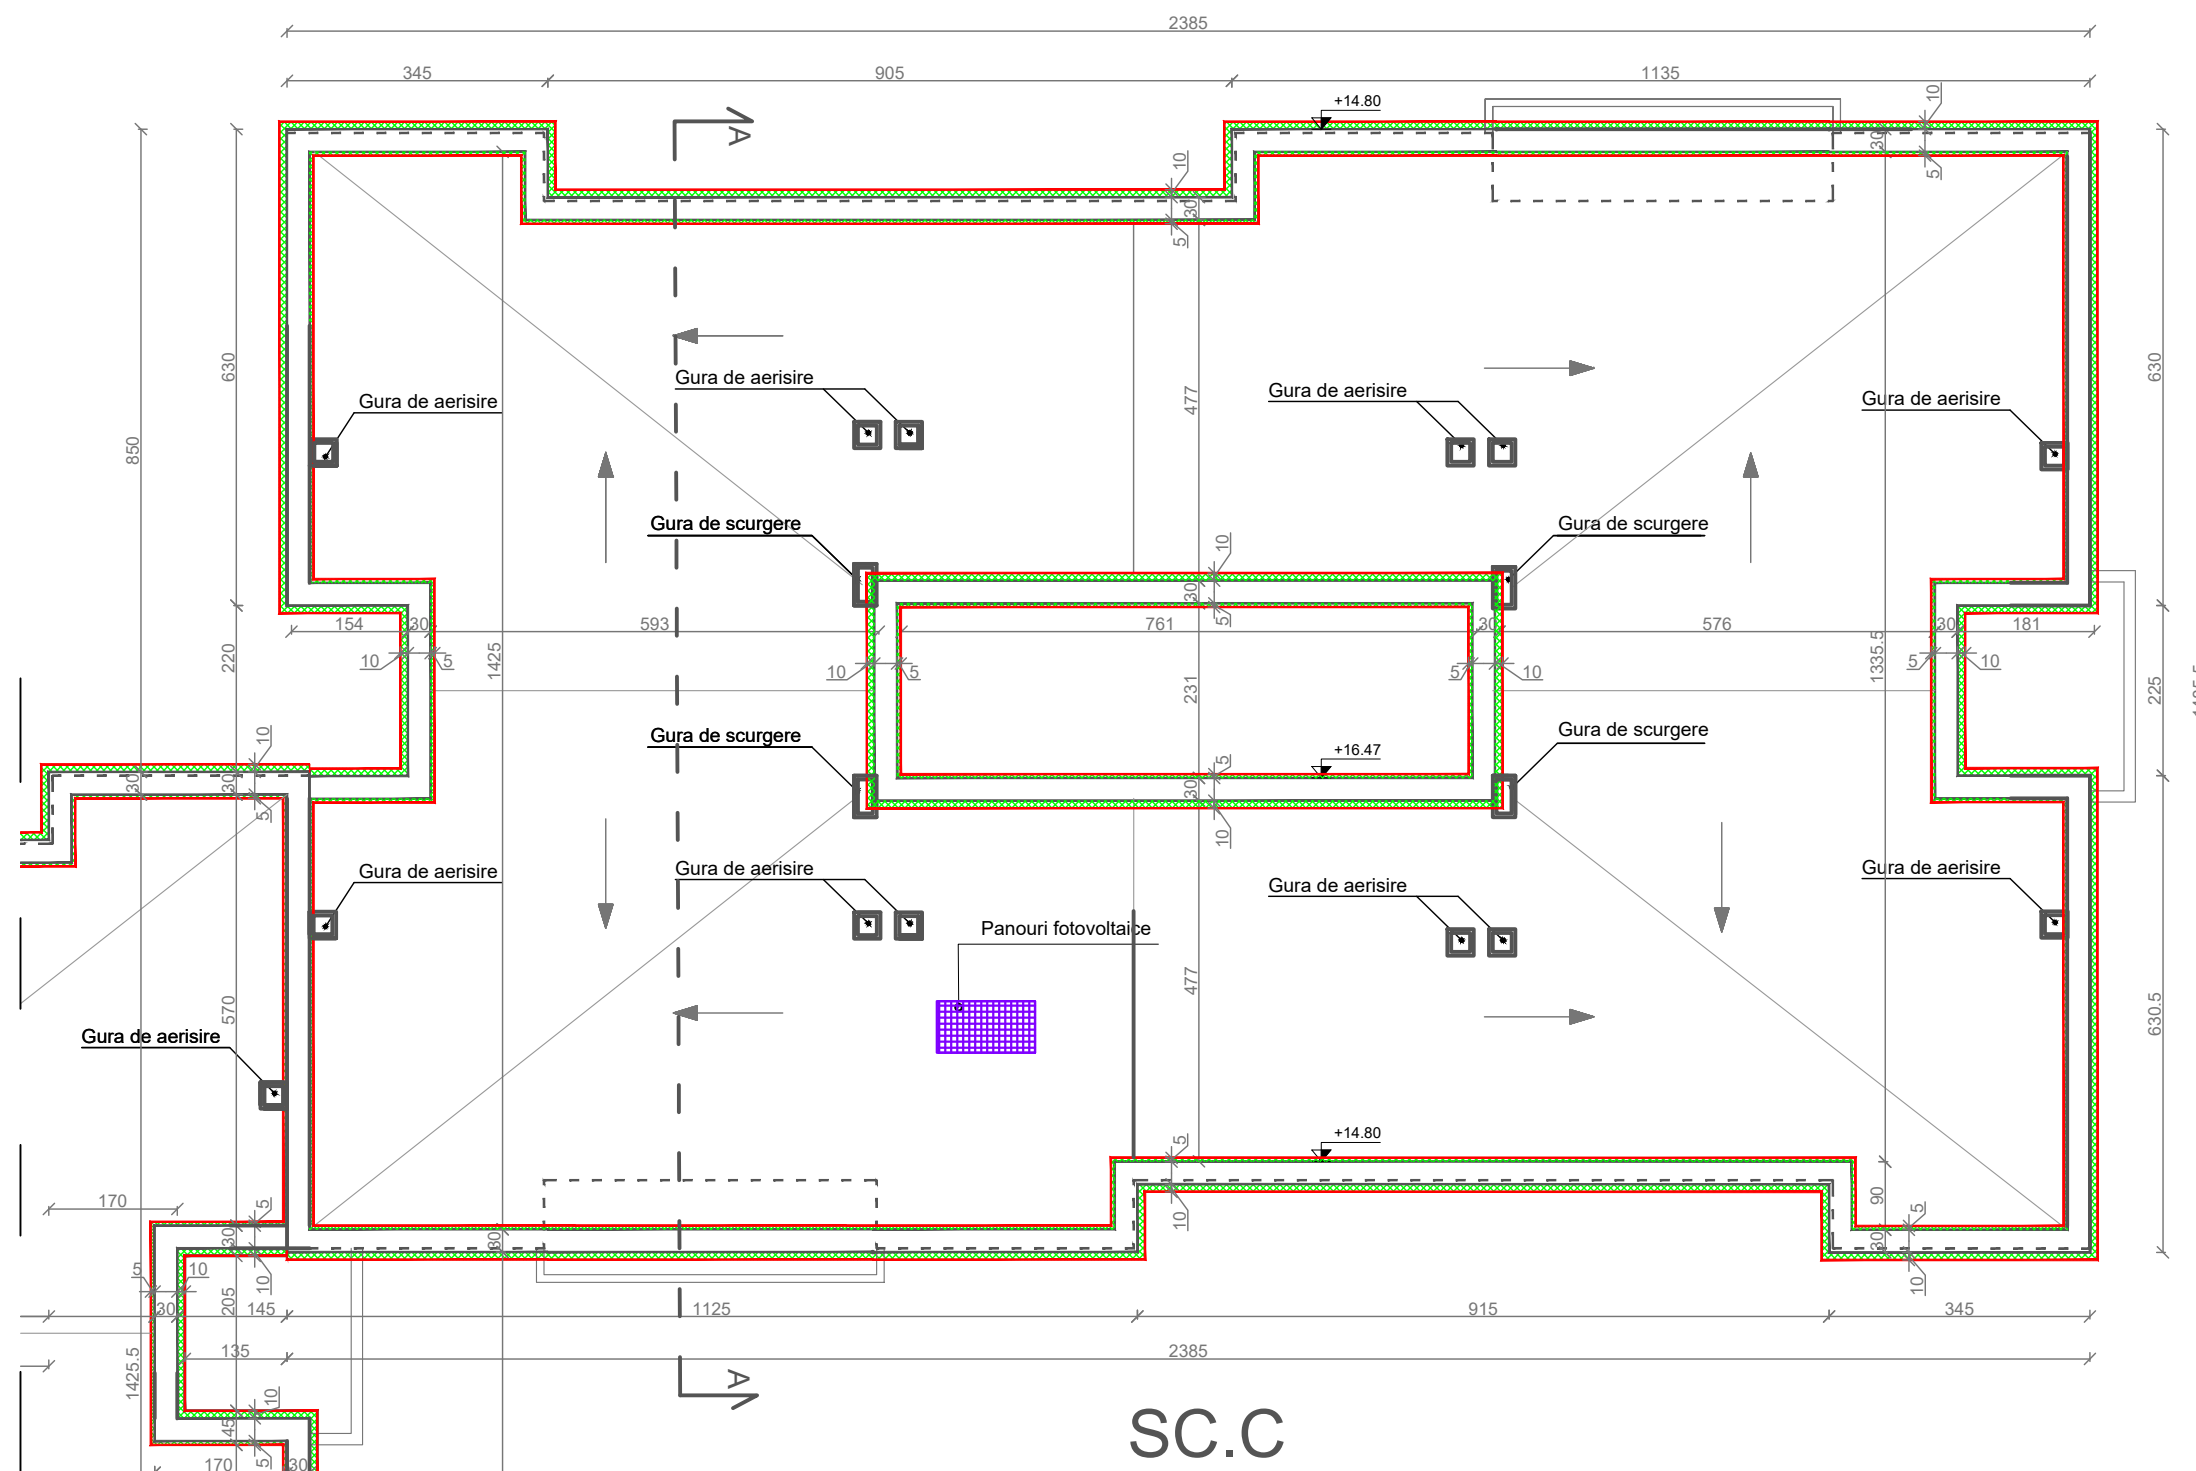 2385
345 905 1135
+14.80
10
30
5
A
10
30
5
630
850
220
477
630
Gura de aerisire
Gura de aerisire
Gura de aerisire
Gura de aerisire
Gura de scurgere
Gura de scurgere
10
30
5
154 30 593 761 30 576 30 181
10 5
10 5
5 10
5 10
1425
231
1335.5
225
Gura de scurgere
Gura de scurgere
+16.47
10
30
5
30
5
30
10
Gura de aerisire
Gura de aerisire
Gura de aerisire
Gura de aerisire
Panouri fotovoltaice
570
477
630.5
Gura de aerisire
+14.80
5
10
90
170
5
30
10
30
5
30
10
5 10
30 145 1125 915 345
205
135 2385
1425.5
A
10
45
5
170 30
SC.C